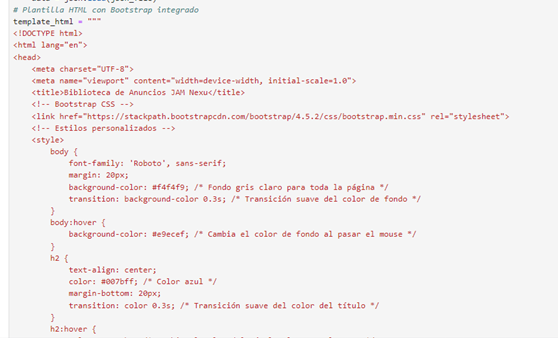 # Plantilla HTML con Bootstrap integrado
template_html = """
<!DOCTYPE html>
<html lang="en">
<head>
    <meta charset="UTF-8">
    <meta name="viewport" content="width=device-width, initial-scale=1.0">
    <title>Biblioteca de Anuncios JAM Nexu</title>
    <!-- Bootstrap CSS -->
    <link href="https://stackpath.bootstrapcdn.com/bootstrap/4.5.2/css/bootstrap.min.css" rel="stylesheet">
    <!-- Estilos personalizados -->
    <style>
        body {
            font-family: 'Roboto', sans-serif;
            margin: 20px;
            background-color: #f4f4f9; /* Fondo gris claro para toda la página */
            transition: background-color 0.3s; /* Transición suave del color de fondo */
        }
        body:hover {
            background-color: #e9ecef; /* Cambia el color de fondo al pasar el mouse */
        }
        h2 {
            text-align: center;
            color: #007bff; /* Color azul */
            margin-bottom: 20px;
            transition: color 0.3s; /* Transición suave del color del título */
        }
        h2:hover {